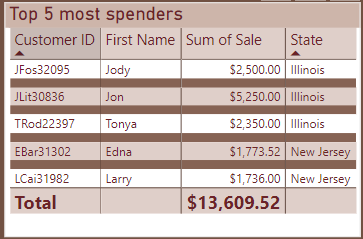 Top 5 most spenders
Customer ID First Name Sum of Sale State
JFos32095 Jody $2,500.00 Illinois
JLit30836 Jon $5,250.00 Illinois
TRod22397 Tonya $2,350.00 Illinois
EBar31302 Edna $1,773.52 New Jersey
LCai31982 Larry $1,736.00 New Jersey
Total $13,609.52